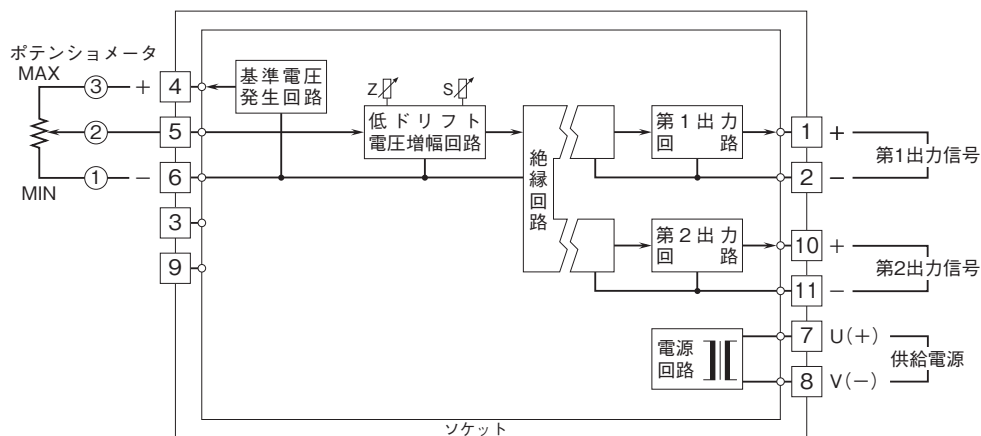 ポテンショメータ
MAX
③ + 4
② 5
① − 6
MIN
3
9
基準電圧
発生回路
Z
S
低ドリフト
電圧増幅回路
絶縁回路
第1出力
回路
第2出力
回路
電源
回路
1 +
2 −
第1出力信号
10 +
11 −
第2出力信号
7 U(+)
8 V(−)
供給電源
ソケット